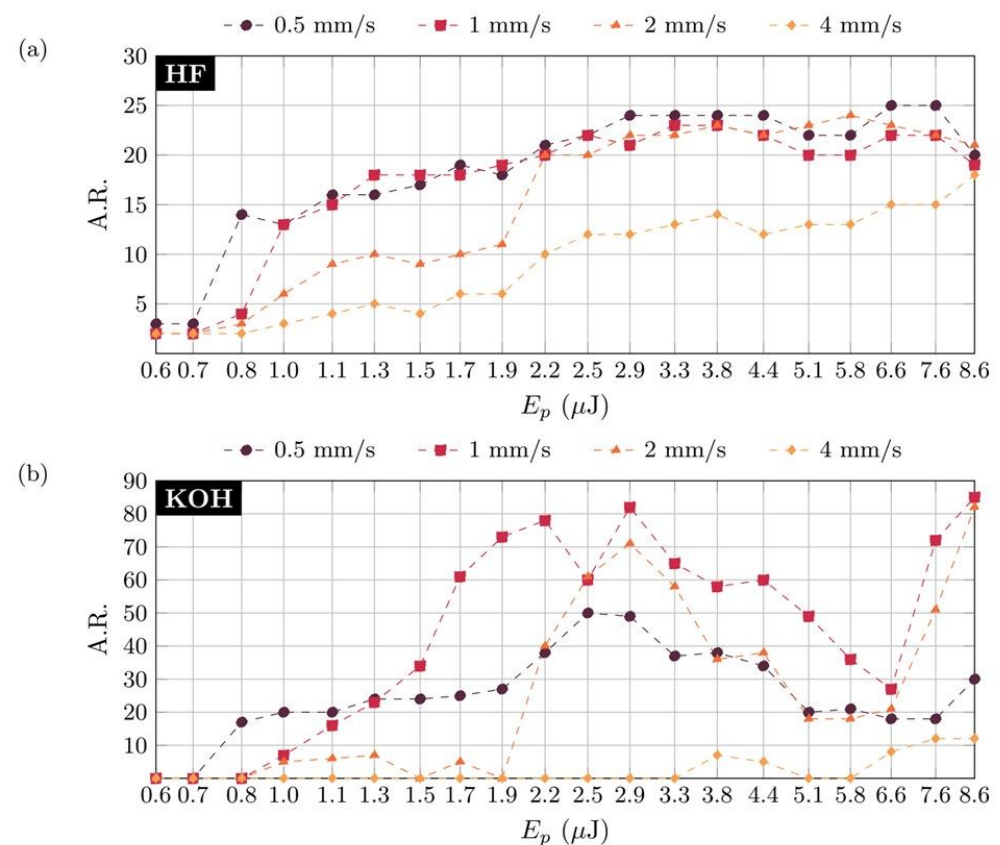 0.5 mm/s 1 mm/s 2 mm/s 4 mm/s
(a)
HF
30
25
20
15
10
5
A.R.
0.6 0.7 0.8 1.0 1.1 1.3 1.5 1.7 1.9 2.2 2.5 2.9 3.3 3.8 4.4 5.1 5.8 6.6 7.6 8.6
Eₚ (μJ)
0.5 mm/s 1 mm/s 2 mm/s 4 mm/s
(b)
KOH
90
80
70
60
50
40
30
20
10
A.R.
0.6 0.7 0.8 1.0 1.1 1.3 1.5 1.7 1.9 2.2 2.5 2.9 3.3 3.8 4.4 5.1 5.8 6.6 7.6 8.6
Eₚ (μJ)